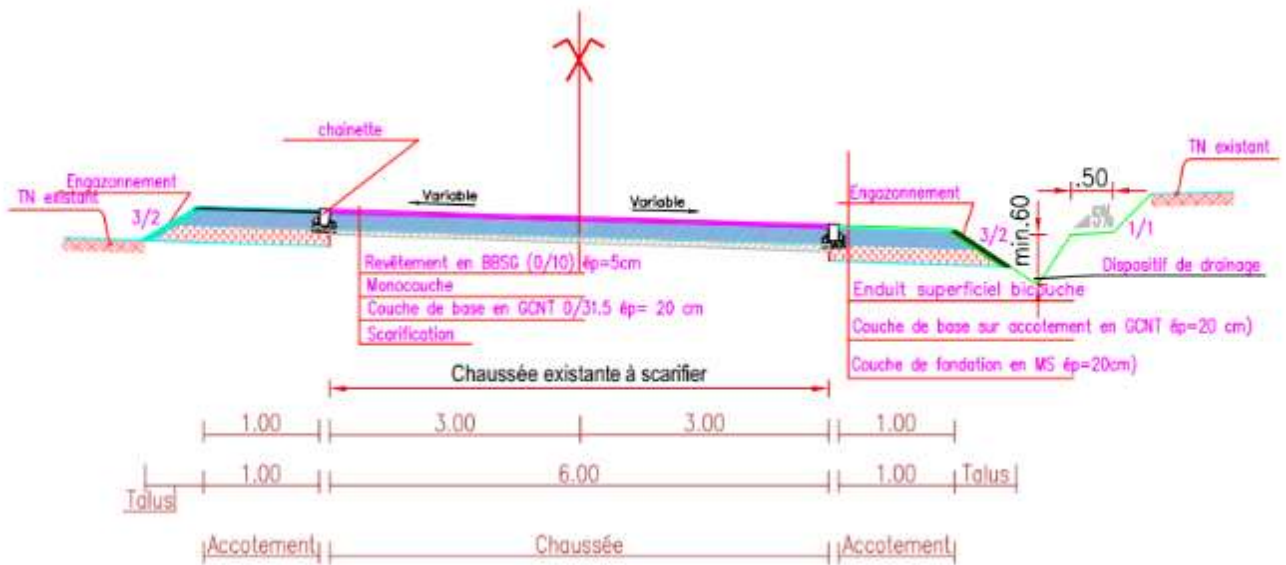 chainette
Engazonnement
TN existant
3/2
Variable
Variable
Engazonnement
TN existant
.50
5%
min.60
1/1
3/2
Dispositif de drainage
Revêtement en BBSG (0/10) ép=5cm
Monocouche
Couche de base en GCNT 0/31.5 ép= 20 cm
Scarification
Enduit superficiel bicouche
Couche de base sur accotement en GCNT ép=20 cm)
Couche de fondation en MS ép=20cm)
Chaussée existante à scarifier
1.00 3.00 3.00 1.00
1.00 6.00 1.00 Talus
Talus
Accotement Chaussée Accotement